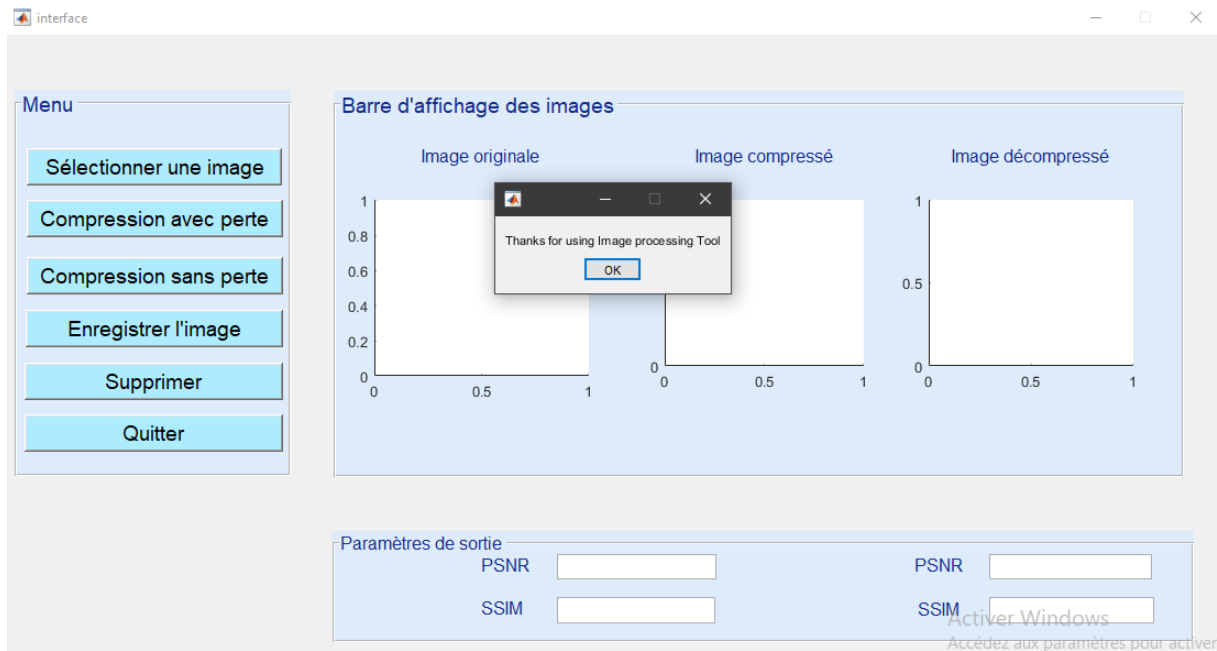 interface
Menu
Sélectionner une image
Compression avec perte
Compression sans perte
Enregistrer l'image
Supprimer
Quitter
Barre d'affichage des images
Image originale
Image compressé
Image décompressé
Thanks for using Image processing Tool
OK
1
0.8
0.6
0.4
0.2
0
0
0.5
1
0
0
0.5
1
1
0.5
0
0
0.5
1
Paramètres de sortie
PSNR
PSNR
SSIM
SSIM
Activer Windows
Accédez aux paramètres pour activer